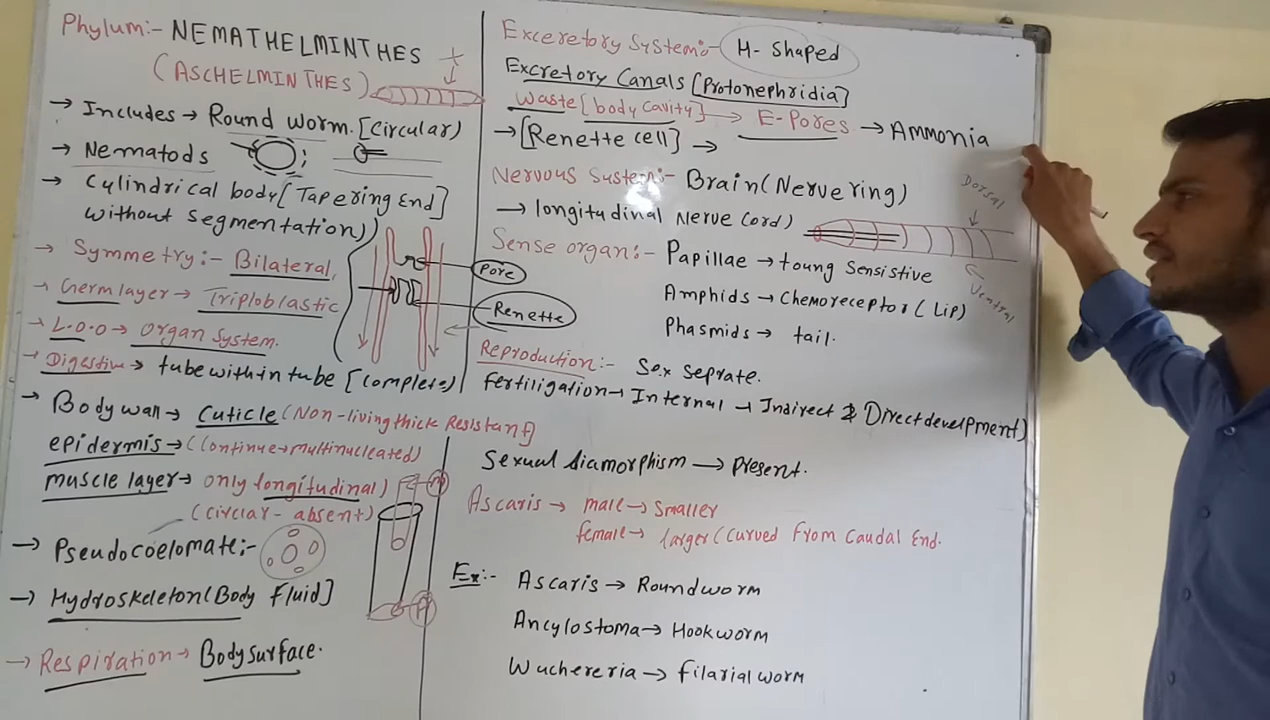 Phylum:- NEMATHELMINTHES
(ASCHELMINTHES)
→ Includes → Round worm. [Circular)
→ Nematods
→ Cylindrical body [Tapering End]
without segmentation)
→ Symmetry:- Bilateral,
→ Germlayer → Triploblastic
→ L.O.O → Organ System.
→ Digestive → tube within tube [Complete)
→ Body wall → Cuticle (Non-living thick Resistant)
epidermis → (Continue → multinucleated)
muscle layer → only longitudinal)
(circlar - absent)
→ Pseudocoelomate:-
→ Hydroskeleton (Body Fluid]
→ Respiration → Body surface.
Pore
Renette
Exceretory System:- H- Shaped
Excretory Canals [Protonephridia]
Waste [body cavity] → E-Pores → Ammonia
→ [Renette cell] →
Nervous System:- Brain (Nerve ring)
→ longitudinal Nerve Cord)
Dorsal
Ventral
Sense organ:- Papillae → toung Sensistive
Amphids → Chemoreceptor (Lip)
Phasmids → tail.
Reproduction:- Sex Seprate.
Fertiligation → Internal → Indirect & Direct development)
Sexual diamorphism → Present.
Ascaris → male → Smaller
female → larger (Curved from Caudal End.
Ex:- Ascaris → Roundworm
Ancylostoma → Hookworm
Wuchereria → filarial worm